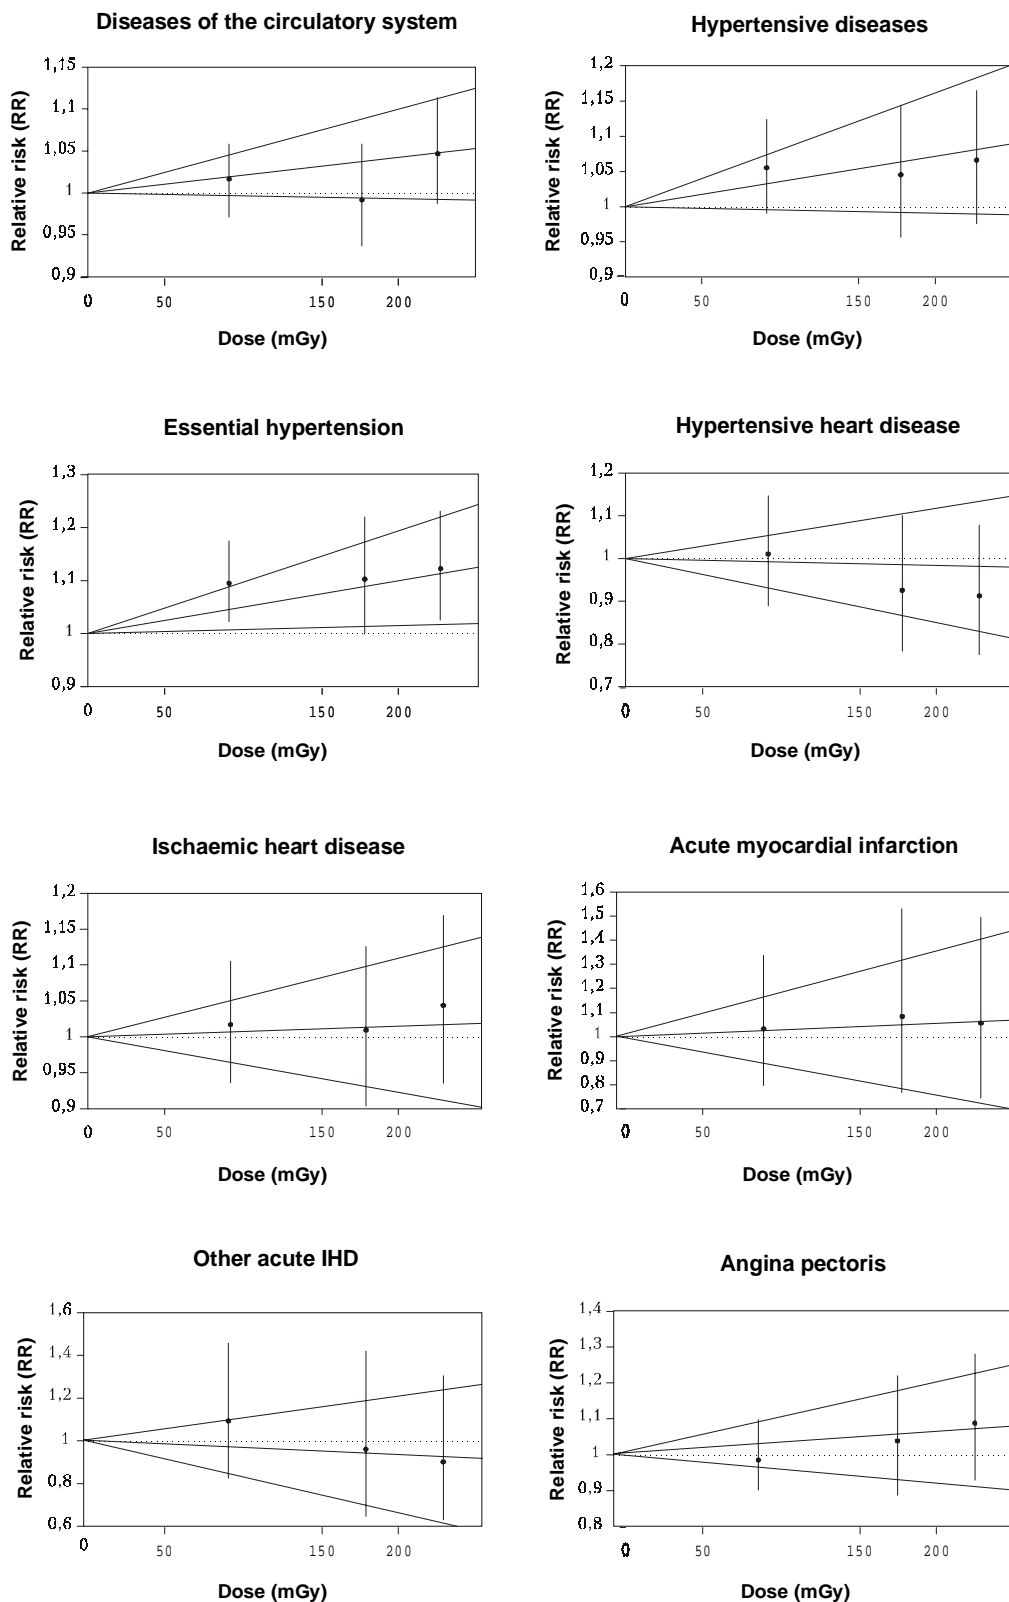 Diseases of the circulatory system
Relative risk (RR)
1,15
1,1
1,05
1
0,95
0,9
0 50 150 200
Dose (mGy)
Hypertensive diseases
Relative risk (RR)
1,2
1,15
1,1
1,05
1
0,95
0,9
0 50 150 200
Dose (mGy)
Essential hypertension
Relative risk (RR)
1,3
1,2
1,1
1
0,9
0 50 150 200
Dose (mGy)
Hypertensive heart disease
Relative risk (RR)
1,2
1,1
1
0,9
0,8
0,7
0 50 150 200
Dose (mGy)
Ischaemic heart disease
Relative risk (RR)
1,2
1,15
1,1
1,05
1
0,95
0,9
0 50 150 200
Dose (mGy)
Acute myocardial infarction
Relative risk (RR)
1,6
1,5
1,4
1,3
1,2
1,1
1
0,9
0,8
0,7
0 50 150 200
Dose (mGy)
Other acute IHD
Relative risk (RR)
1,6
1,4
1,2
1
0,8
0,6
0 50 150 200
Dose (mGy)
Angina pectoris
Relative risk (RR)
1,4
1,3
1,2
1,1
1
0,9
0,8
0 50 150 200
Dose (mGy)